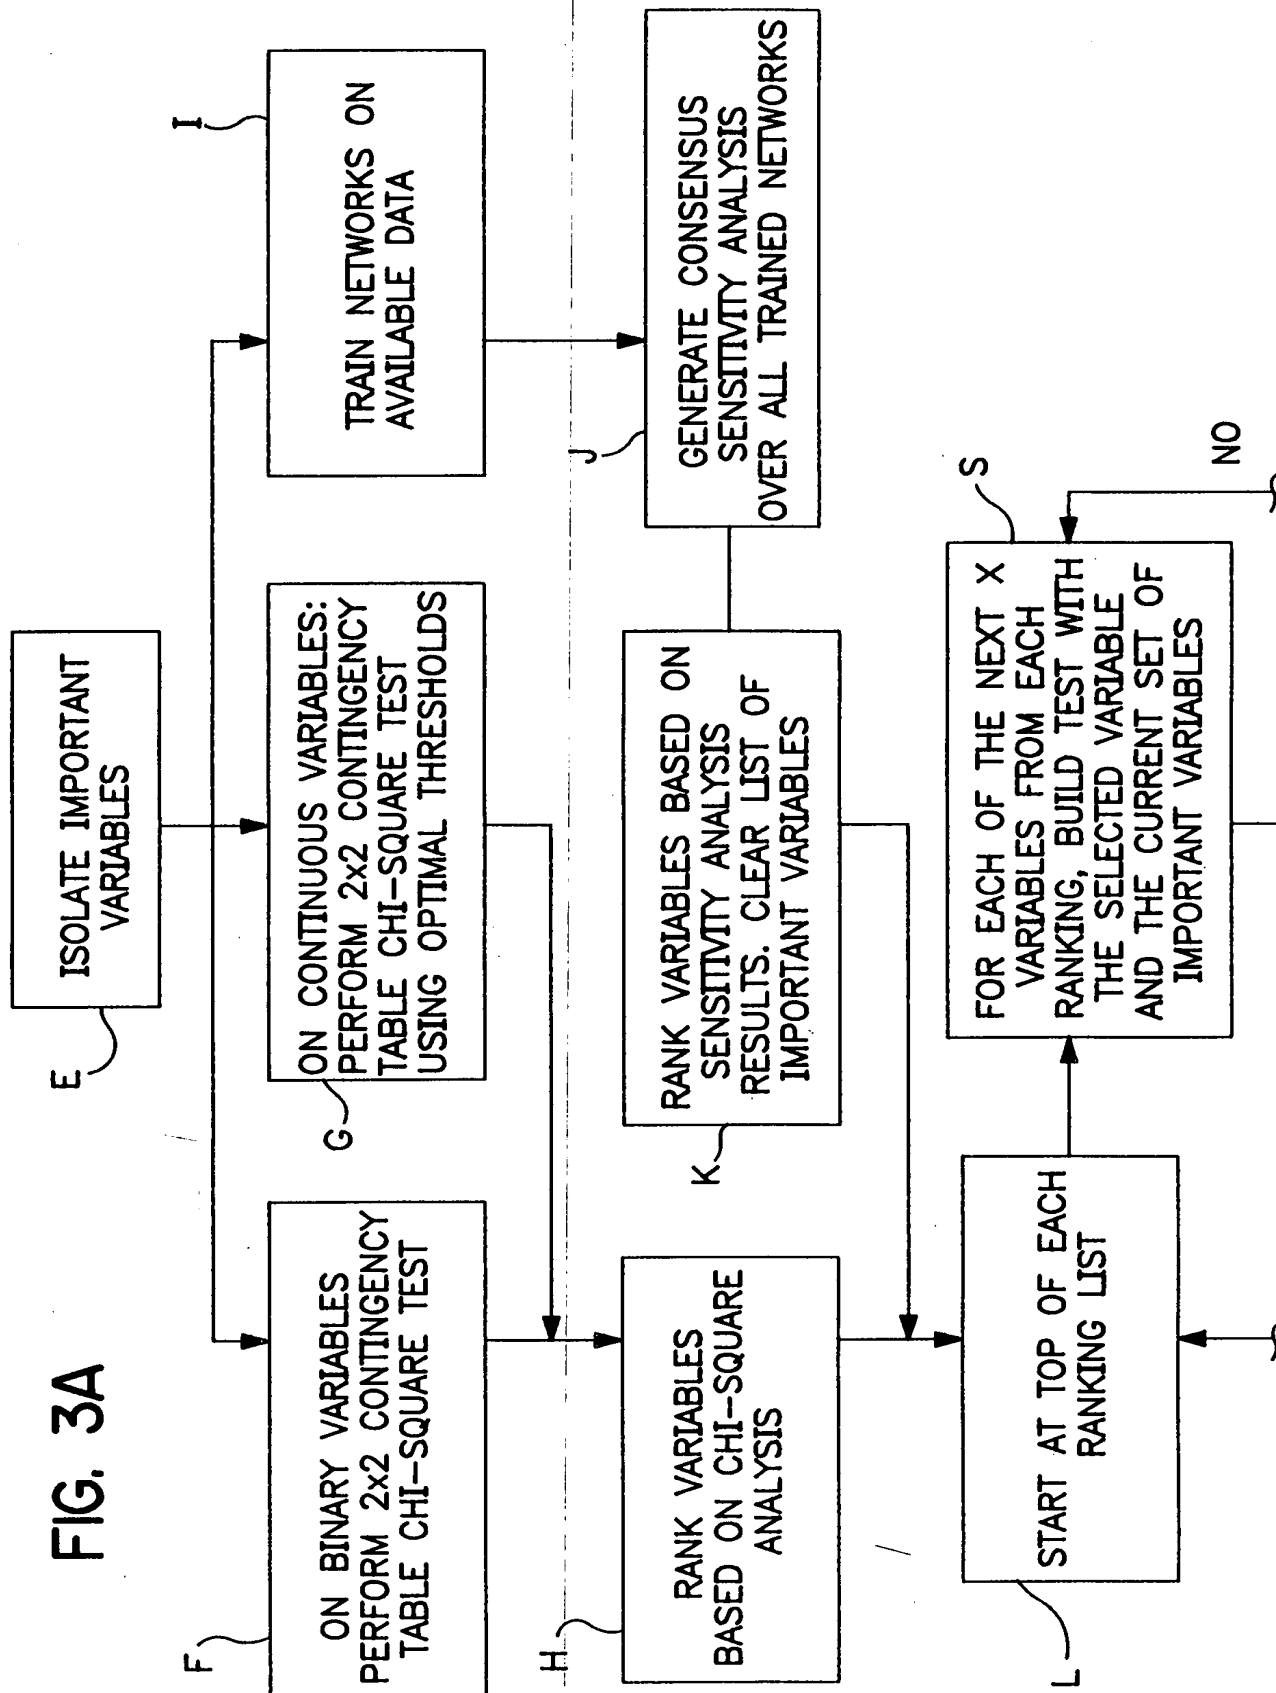 FIG. 3A
E
ISOLATE IMPORTANT
VARIABLES
F
ON BINARY VARIABLES
PERFORM 2x2 CONTINGENCY
TABLE CHI-SQUARE TEST
G
ON CONTINUOUS VARIABLES:
PERFORM 2x2 CONTINGENCY
TABLE CHI-SQUARE TEST
USING OPTIMAL THRESHOLDS
I
TRAIN NETWORKS ON
AVAILABLE DATA
H
RANK VARIABLES
BASED ON CHI-SQUARE
ANALYSIS
K
RANK VARIABLES BASED ON
SENSITIVITY ANALYSIS
RESULTS. CLEAR LIST OF
IMPORTANT VARIABLES
J
GENERATE CONSENSUS
SENSITIVITY ANALYSIS
OVER ALL TRAINED NETWORKS
L
START AT TOP OF EACH
RANKING LIST
S
FOR EACH OF THE NEXT X
VARIABLES FROM EACH
RANKING, BUILD TEST WITH
THE SELECTED VARIABLE
AND THE CURRENT SET OF
IMPORTANT VARIABLES
NO